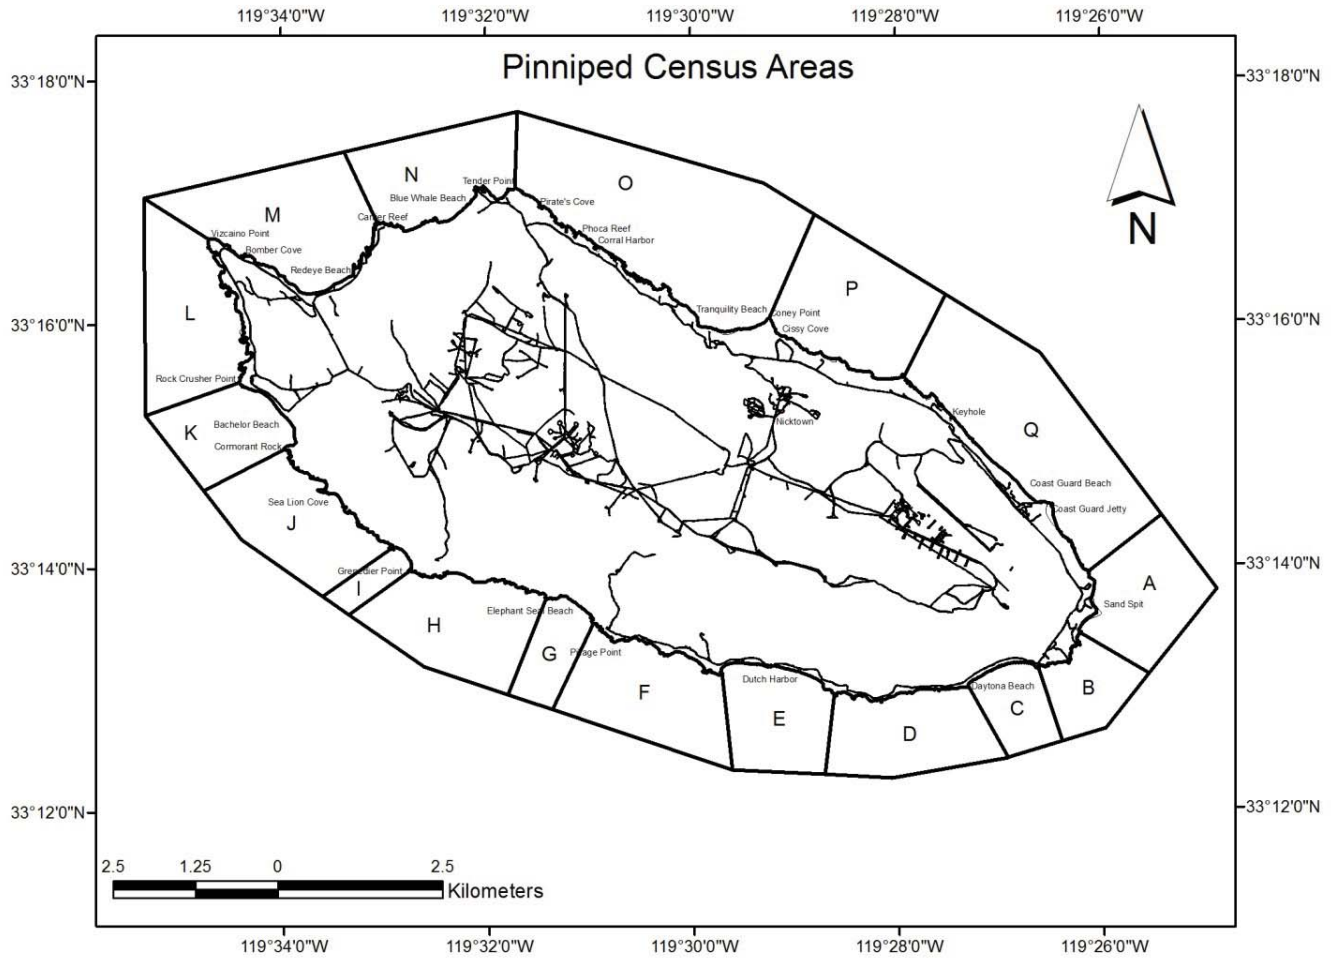 119°34'0"W 119°32'0"W 119°30'0"W 119°28'0"W 119°26'0"W
Pinniped Census Areas
33°18'0"N 33°18'0"N
N
N
Tender Point
O
Blue Whale Beach
Pirate's Cove
M
Carrier Reef
Phoca Reef
Vizcaino Point
Corral Harbor
Bomber Cove
Redeye Beach
P
L
Tranquility Beach
Coney Point
33°16'0"N 33°16'0"N
Cissy Cove
Rock Crusher Point
Keyhole
Bachelor Beach
Nicktown
K
Q
Cormorant Rock
Coast Guard Beach
Sea Lion Cove
Coast Guard Jetty
J
33°14'0"N 33°14'0"N
Grenadier Point
A
I
Sand Spit
Elephant Seal Beach
H
G
Pirage Point
Dutch Harbor
Daytona Beach
B
F
C
E
D
33°12'0"N 33°12'0"N
2.5 1.25 0 2.5
Kilometers
119°34'0"W 119°32'0"W 119°30'0"W 119°28'0"W 119°26'0"W